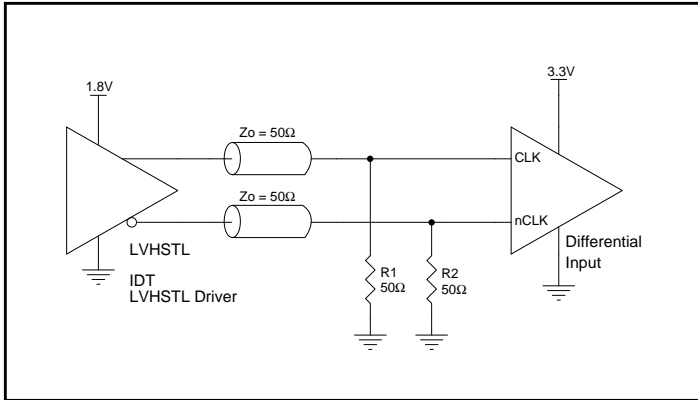 1.8V
3.3V
Zo = 50Ω
CLK
Zo = 50Ω
nCLK
LVHSTL
Differential
Input
IDT
LVHSTL Driver
R1
50Ω
R2
50Ω